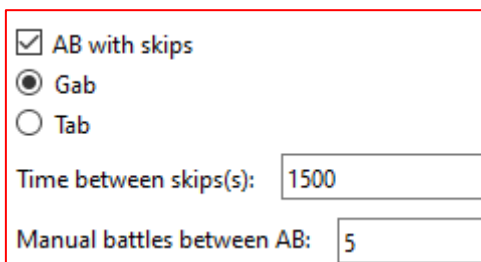 AB with skips
Gab
Tab
Time between skips(s): 1500
Manual battles between AB: 5